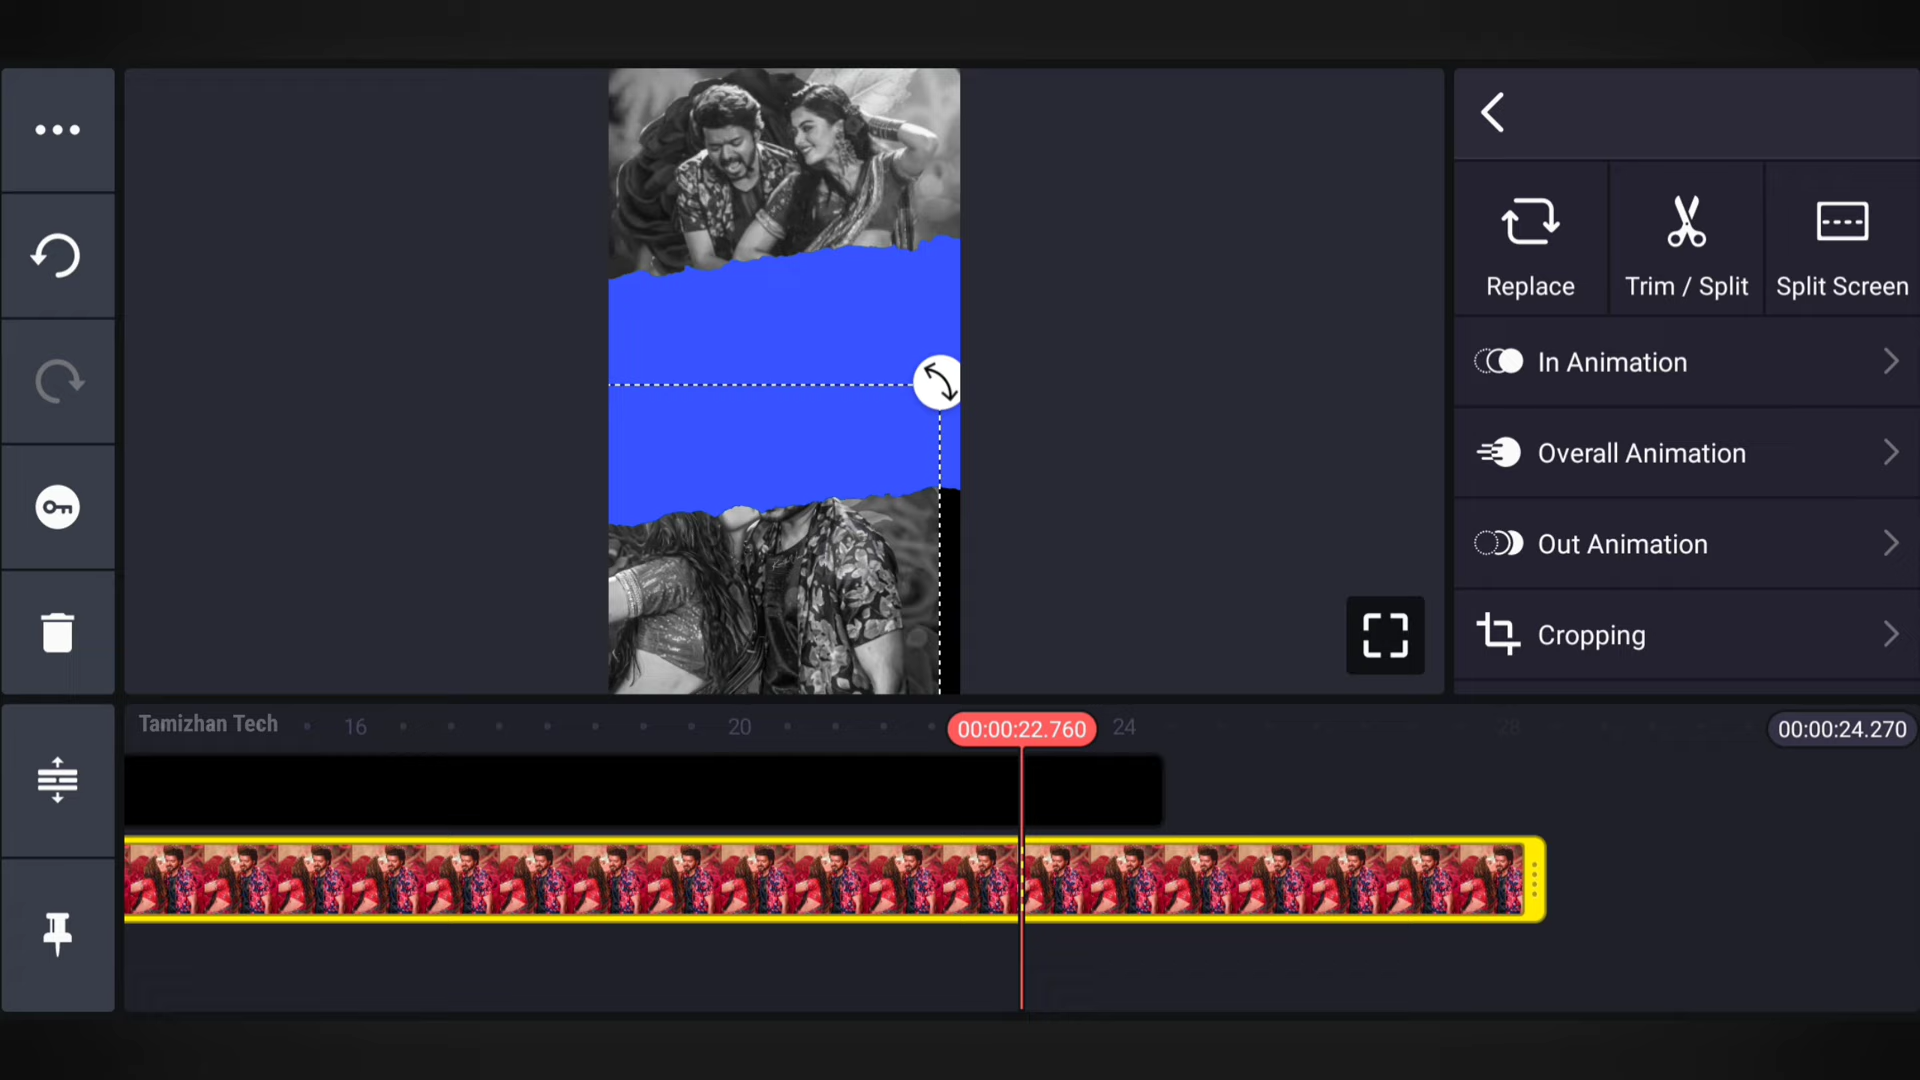 Replace
Trim / Split
Split Screen
In Animation
Overall Animation
Out Animation
Cropping
Tamizhan Tech
16
20
00:00:22.760
24
28
00:00:24.270